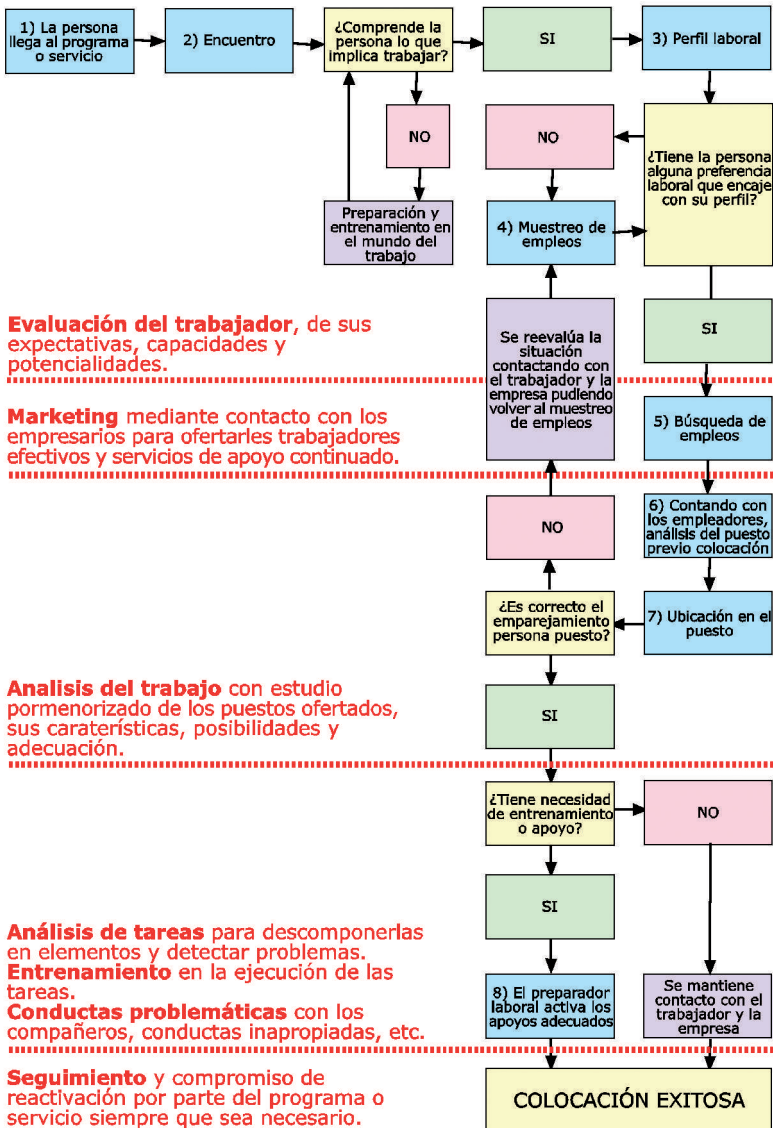 1) La persona
llega al programa
o servicio
2) Encuentro
¿Comprende la
persona lo que
implica trabajar?
SI
3) Perfil laboral
NO
NO
¿Tiene la persona
alguna preferencia
laboral que encaje
con su perfil?
Preparación y
entrenamiento en
el mundo del
trabajo
4) Muestreo de
empleos
Evaluación del trabajador, de sus
expectativas, capacidades y
potencialidades.
Se reevalúa la
situación
contactando con
el trabajador y la
empresa pudiendo
volver al muestreo
de empleos
SI
Marketing mediante contacto con los
empresarios para ofertarles trabajadores
efectivos y servicios de apoyo continuado.
5) Búsqueda de
empleos
NO
6) Contando con
los empleadores,
análisis del puesto
previo colocación
¿Es correcto el
emparejamiento
persona puesto?
7) Ubicación en el
puesto
Analisis del trabajo con estudio
pormenorizado de los puestos ofertados,
sus caraterísticas, posibilidades y
adecuación.
SI
¿Tiene necesidad
de entrenamiento
o apoyo?
NO
SI
Análisis de tareas para descomponerlas
en elementos y detectar problemas.
Entrenamiento en la ejecución de las
tareas.
Conductas problemáticas con los
compañeros, conductas inapropiadas, etc.
8) El preparador
laboral activa los
apoyos adecuados
Se mantiene
contacto con el
trabajador y la
empresa
Seguimiento y compromiso de
reactivación por parte del programa o
servicio siempre que sea necesario.
COLOCACIÓN EXITOSA